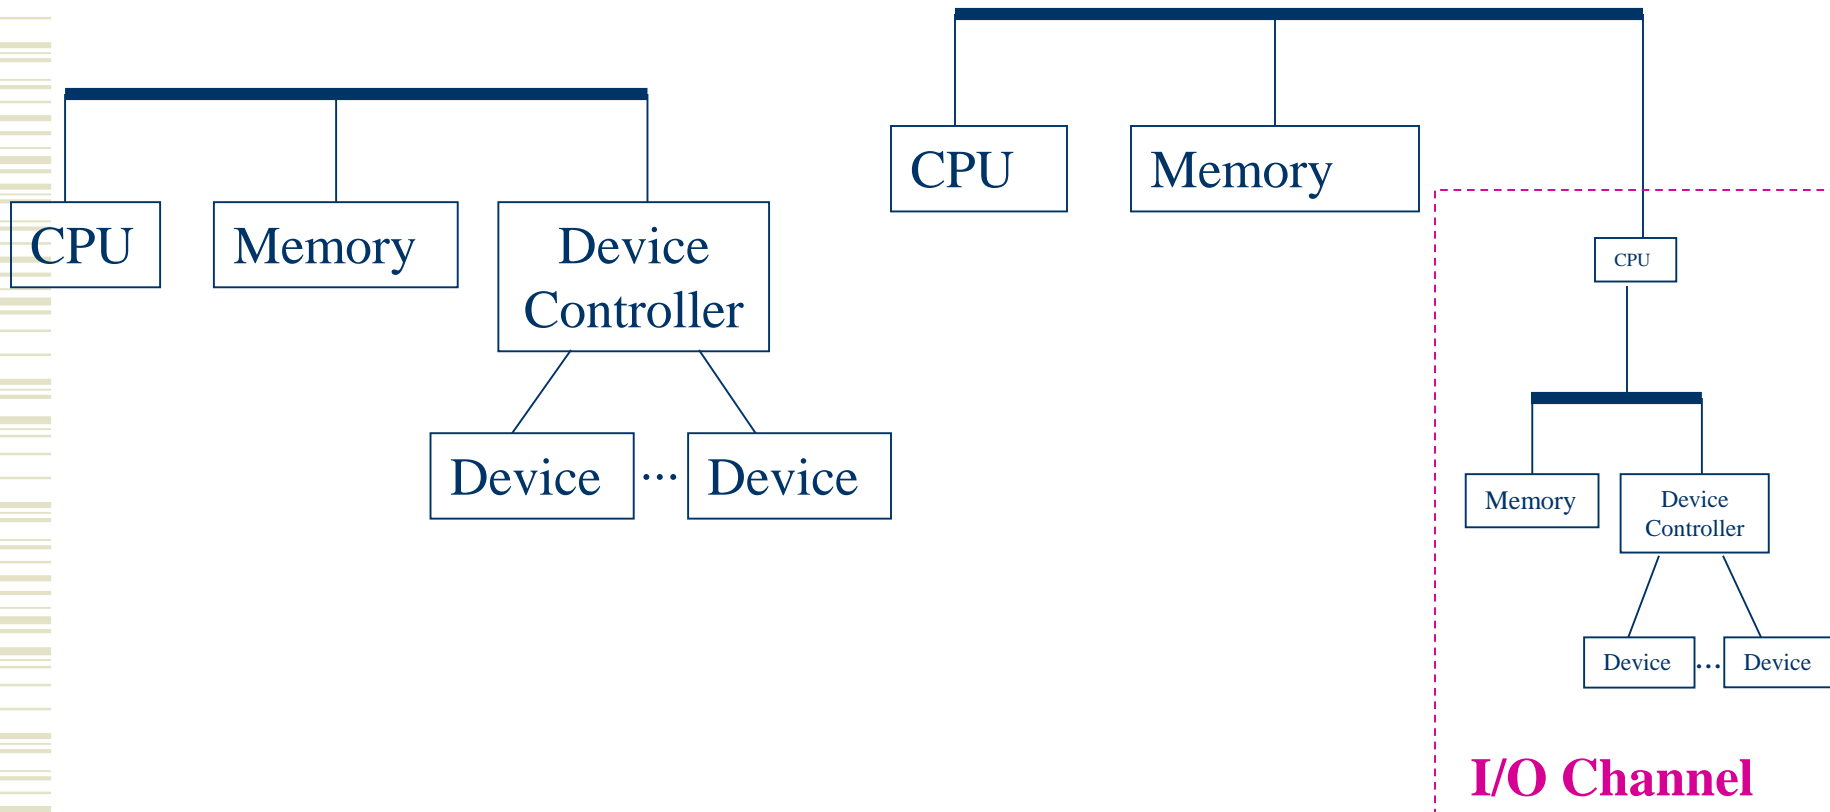 CPU
Memory
Device
Controller
Device
...
Device
CPU
Memory
CPU
Memory
Device
Controller
Device
...
Device
I/O Channel